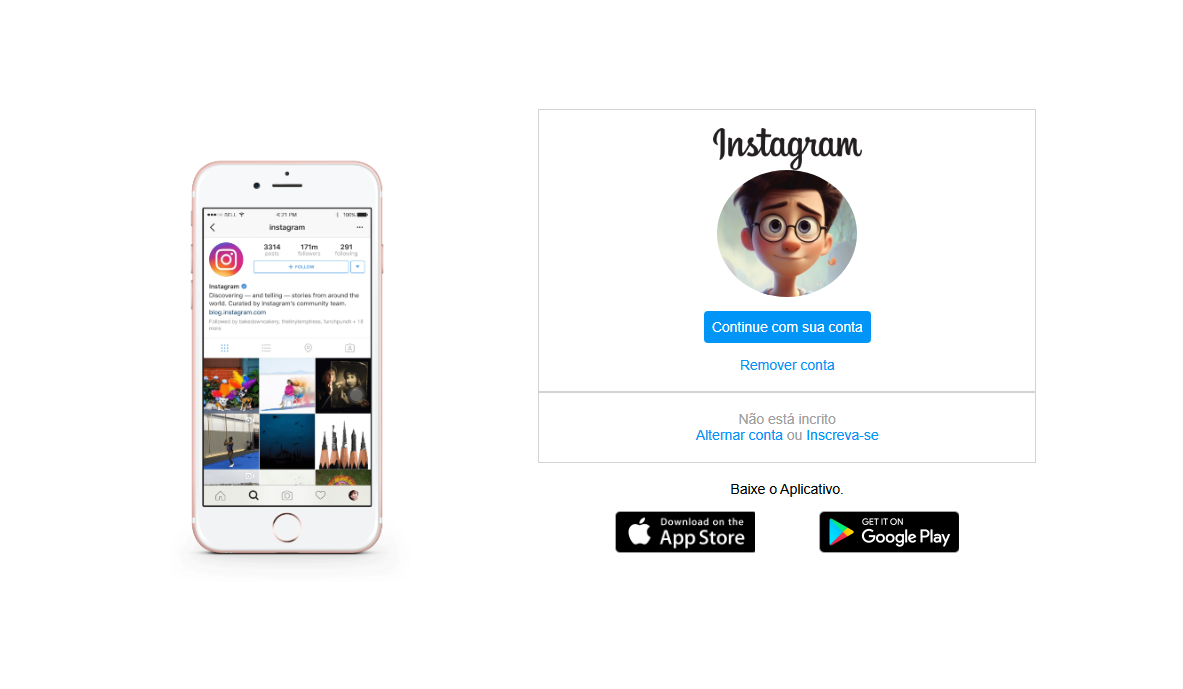 4:21 PM
100%
instagram
3314
171m
291
posts
followers
following
+ FOLLOW
Instagram
Discovering — and telling — stories from around the
world. Curated by Instagram's community team.
blog.instagram.com
Instagram
Continue com sua conta
Remover conta
Não está incrito
Alternar conta ou Inscreva-se
Baixe o Aplicativo.
Download on the
App Store
GET IT ON
Google Play